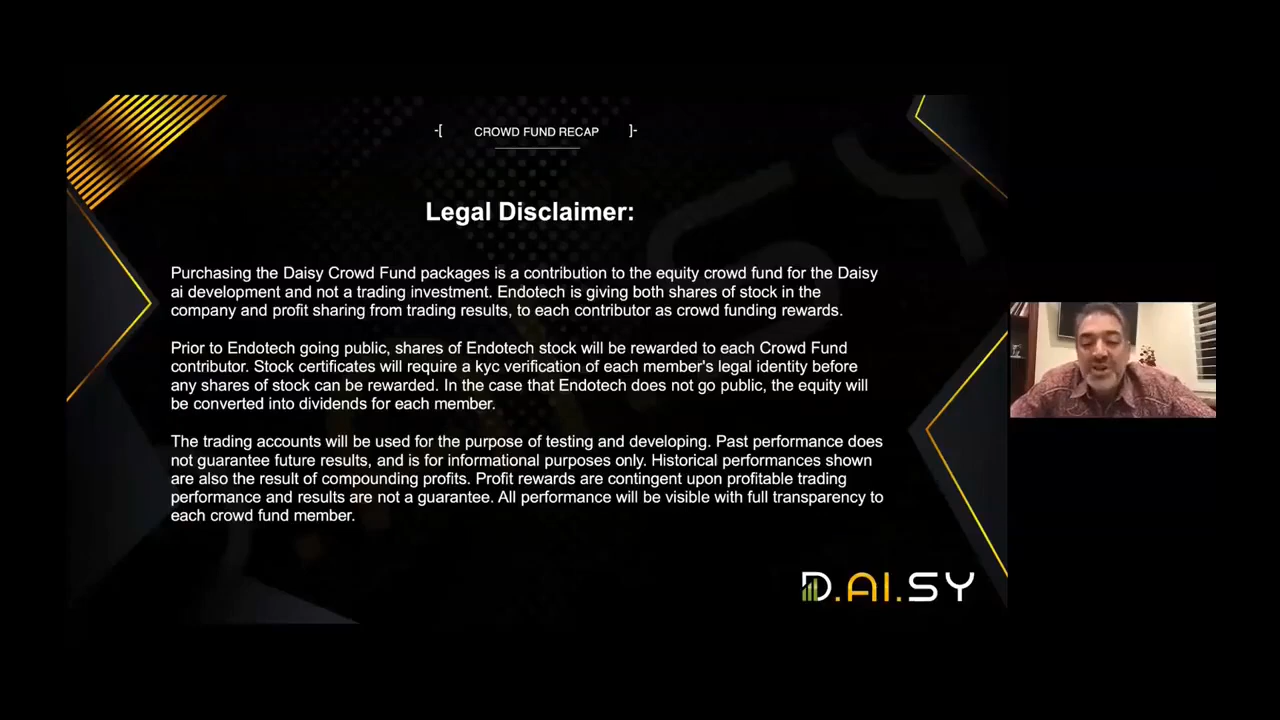 -[ CROWD FUND RECAP ]-
Legal Disclaimer:
Purchasing the Daisy Crowd Fund packages is a contribution to the equity crowd fund for the Daisy
ai development and not a trading investment. Endotech is giving both shares of stock in the
company and profit sharing from trading results, to each contributor as crowd funding rewards.
Prior to Endotech going public, shares of Endotech stock will be rewarded to each Crowd Fund
contributor. Stock certificates will require a kyc verification of each member's legal identity before
any shares of stock can be rewarded. In the case that Endotech does not go public, the equity will
be converted into dividends for each member.
The trading accounts will be used for the purpose of testing and developing. Past performance does
not guarantee future results, and is for informational purposes only. Historical performances shown
are also the result of compounding profits. Profit rewards are contingent upon profitable trading
performance and results are not a guarantee. All performance will be visible with full transparency to
each crowd fund member.
D.AI.SY